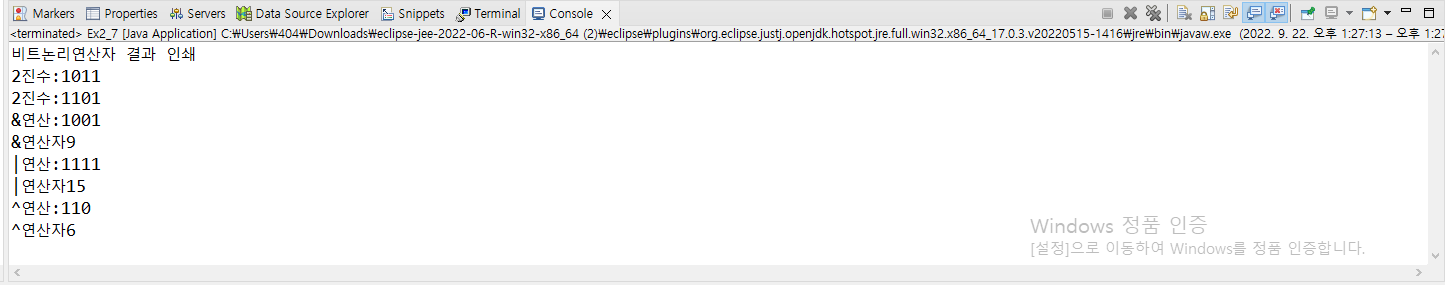 Markers Properties Servers Data Source Explorer Snippets Terminal Console
<terminated> Ex2_7 [Java Application] C:₩Users₩404₩Downloads₩eclipse-jee-2022-06-R-win32-x86_64 (2)₩eclipse₩plugins₩org.eclipse.justj.openjdk.hotspot.jre.full.win32.x86_64_17.0.3.v20220515-1416₩jre₩bin₩javaw.exe (2022. 9. 22. 오후 1:27:13 – 오후 1:27
비트논리연산자 결과 인쇄
2진수:1011
2진수:1101
&연산:1001
&연산자9
|연산:1111
|연산자15
^연산:110
^연산자6
Windows 정품 인증
[설정]으로 이동하여 Windows를 정품 인증합니다.